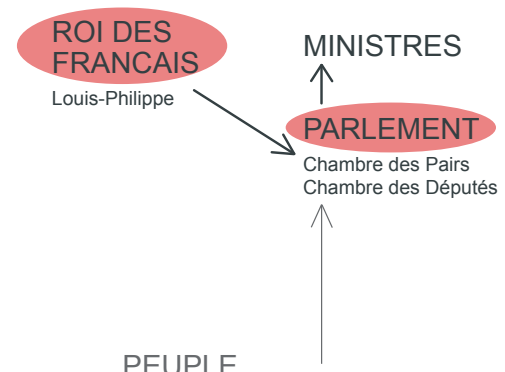 ROI DES
FRANCAIS
Louis-Philippe
MINISTRES
PARLEMENT
Chambre des Pairs
Chambre des Députés
PEUPLE